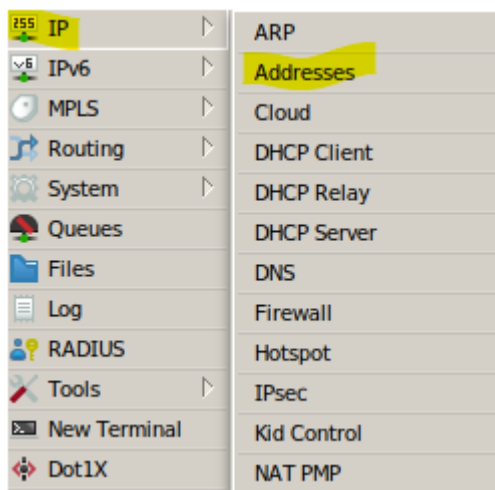 255 IP
v6 IPv6
MPLS
Routing
System
Queues
Files
Log
RADIUS
Tools
New Terminal
Dot1X
ARP
Addresses
Cloud
DHCP Client
DHCP Relay
DHCP Server
DNS
Firewall
Hotspot
IPsec
Kid Control
NAT PMP